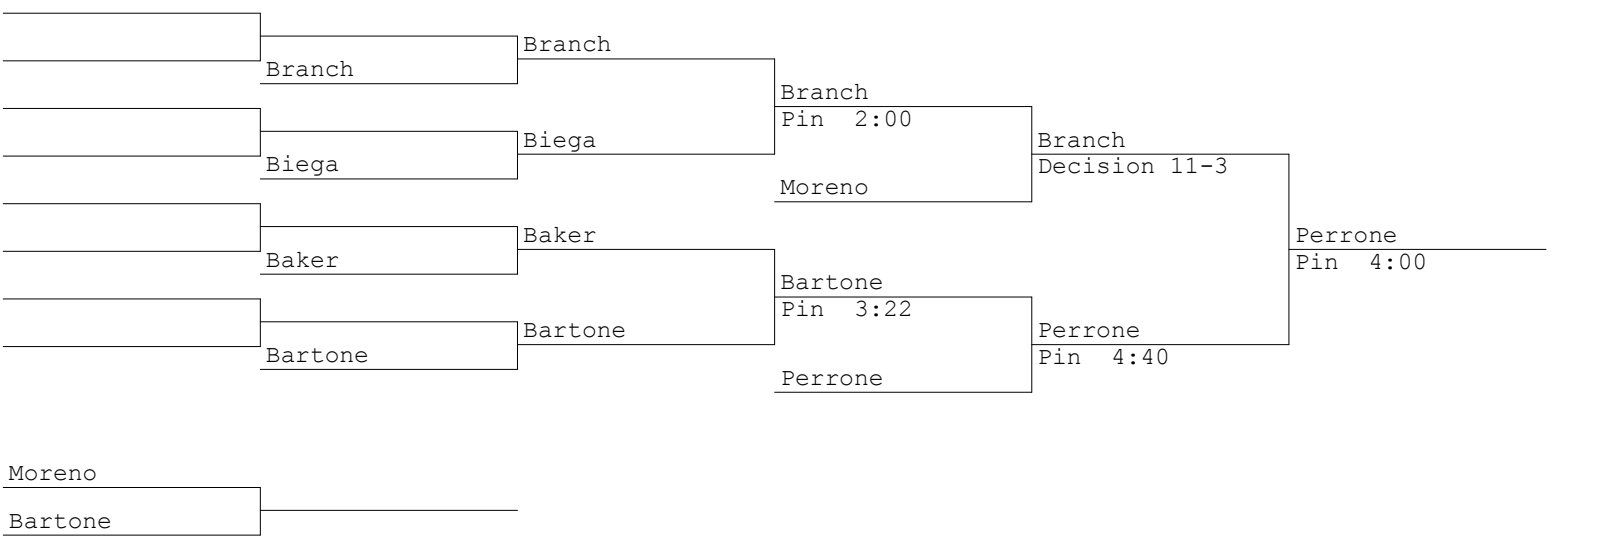 Branch
Branch
Branch
Pin 2:00
Biega
Branch
Biega
Decision 11-3
Moreno
Baker
Perrone
Baker
Pin 4:00
Bartone
Pin 3:22
Bartone
Perrone
Bartone
Pin 4:40
Perrone
Moreno
Bartone